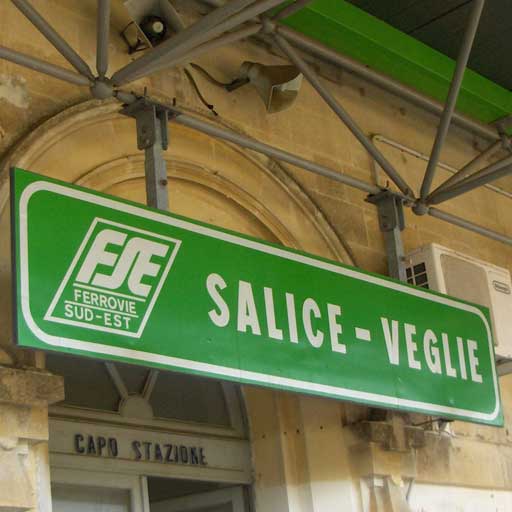 FSE
FERROVIE
SUD-EST
SALICE-VEGLIE
CAPO STAZIONE